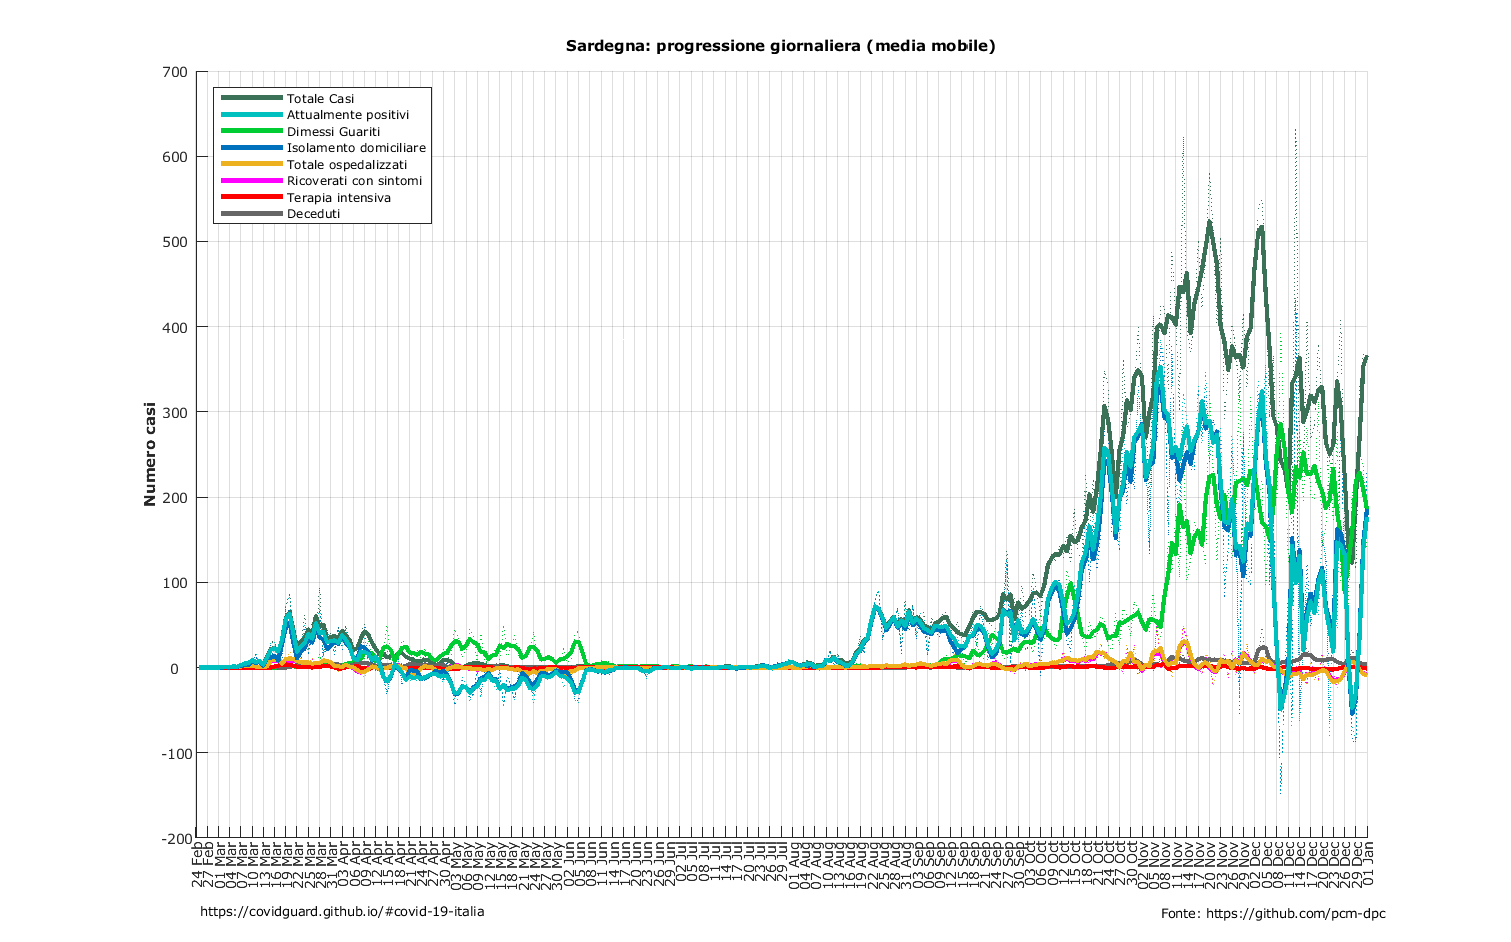 Sardegna: progressione giornaliera (media mobile)
700
600
500
400
300
200
100
0
-100
-200
Numero casi
Totale Casi
Attualmente positivi
Dimessi Guariti
Isolamento domiciliare
Totale ospedalizzati
Ricoverati con sintomi
Terapia intensiva
Deceduti
24 Feb
27 Feb
01 Mar
04 Mar
07 Mar
10 Mar
13 Mar
16 Mar
19 Mar
22 Mar
25 Mar
28 Mar
31 Mar
03 Apr
06 Apr
09 Apr
12 Apr
15 Apr
18 Apr
21 Apr
24 Apr
27 Apr
30 Apr
03 May
06 May
09 May
12 May
15 May
18 May
21 May
24 May
27 May
30 May
02 Jun
05 Jun
08 Jun
11 Jun
14 Jun
17 Jun
20 Jun
23 Jun
26 Jun
29 Jun
02 Jul
05 Jul
08 Jul
11 Jul
14 Jul
17 Jul
20 Jul
23 Jul
26 Jul
29 Jul
01 Aug
04 Aug
07 Aug
10 Aug
13 Aug
16 Aug
19 Aug
22 Aug
25 Aug
28 Aug
31 Aug
03 Sep
06 Sep
09 Sep
12 Sep
15 Sep
18 Sep
21 Sep
24 Sep
27 Sep
30 Sep
03 Oct
06 Oct
09 Oct
12 Oct
15 Oct
18 Oct
21 Oct
24 Oct
27 Oct
30 Oct
02 Nov
05 Nov
08 Nov
11 Nov
14 Nov
17 Nov
20 Nov
23 Nov
26 Nov
29 Nov
02 Dec
05 Dec
08 Dec
11 Dec
14 Dec
17 Dec
20 Dec
23 Dec
26 Dec
29 Dec
01 Jan
https://covidguard.github.io/#covid-19-italia
Fonte: https://github.com/pcm-dpc